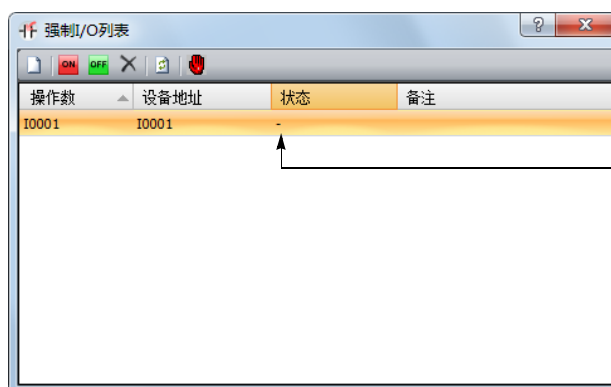 强制I/O列表
ON OFF
操作数 设备地址 状态 备注
I0001 I0001 -